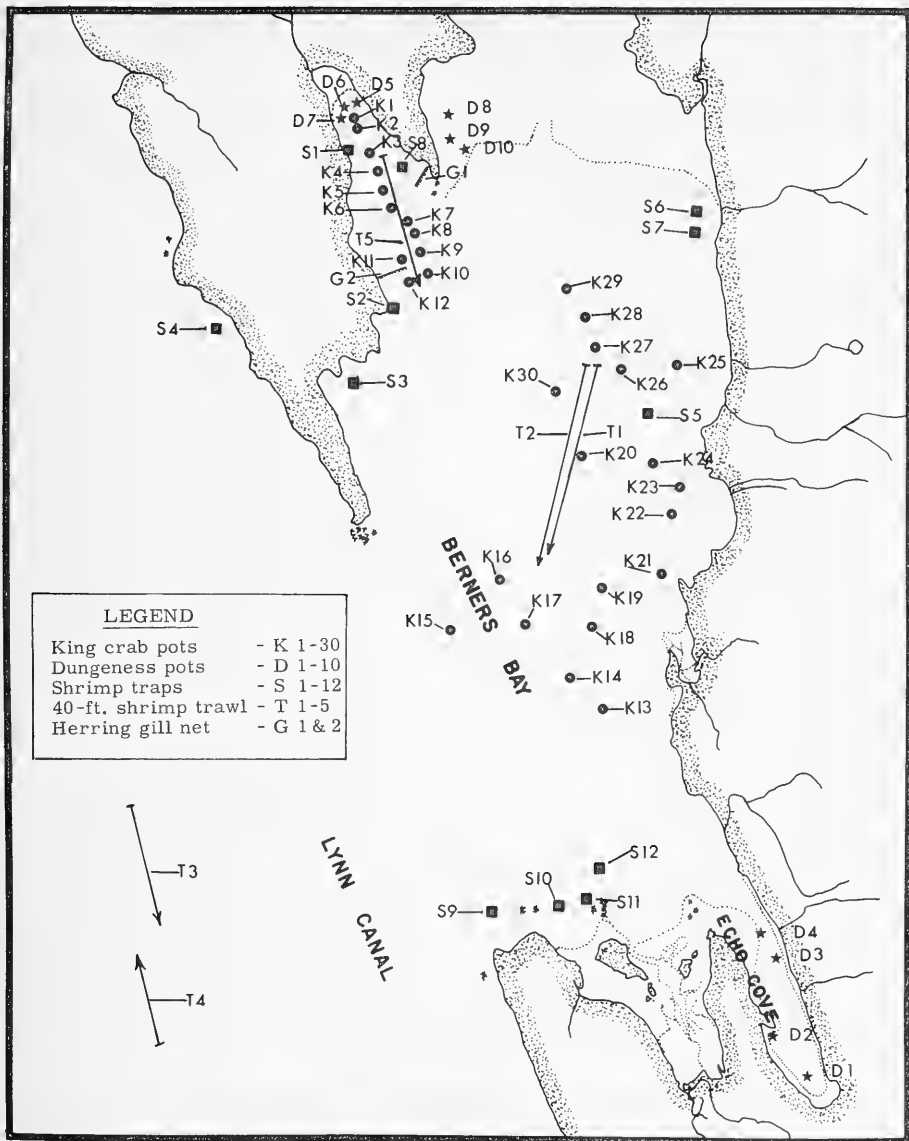 D6
D5
D7
K1
K2
D8
D9
D10
S1
K3
S8
K4
G1
K5
K6
K7
K8
T5
K9
K11
G2
K10
K12
S2
S6
S7
S4
K29
K28
S3
K27
K25
K30
K26
S5
T2
T1
K20
K24
K23
K22
K16
K21
BERNERS
BAY
K19
K15
K17
K18
K14
K13
LEGEND
King crab pots - K 1-30
Dungeness pots - D 1-10
Shrimp traps - S 1-12
40-ft. shrimp trawl - T 1-5
Herring gill net - G 1 & 2
T3
LYNN CANAL
S12
S10
S11
S9
ECHO COVE
D4
D3
T4
D2
D1